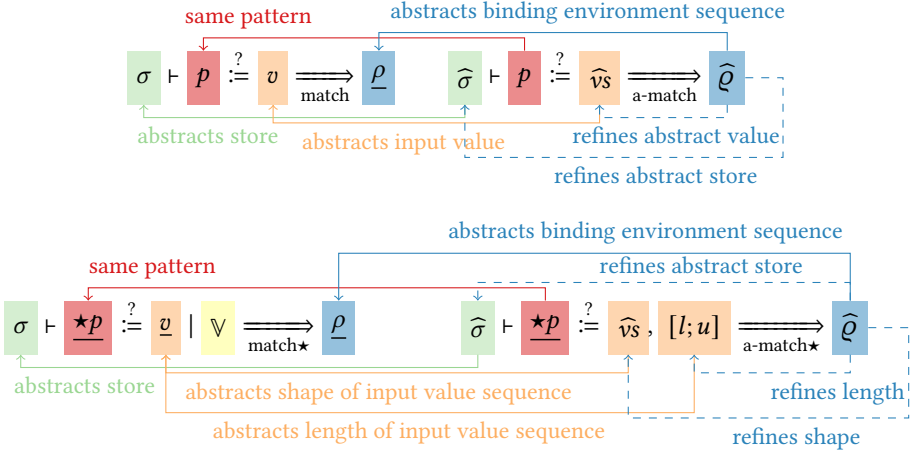 same pattern
abstracts binding environment sequence
σ ⊢ p ?:= v ⟹match ρ
σ̂ ⊢ p ?:= v̂s ⟹a-match ϱ̂
abstracts store
abstracts input value
refines abstract value
refines abstract store
abstracts binding environment sequence
same pattern
refines abstract store
σ ⊢ ★p ?:= v | 𝕍 ⟹match★ ρ
σ̂ ⊢ ★p ?:= v̂s , [l;u] ⟹a-match★ ϱ̂
abstracts store
abstracts shape of input value sequence
refines length
abstracts length of input value sequence
refines shape